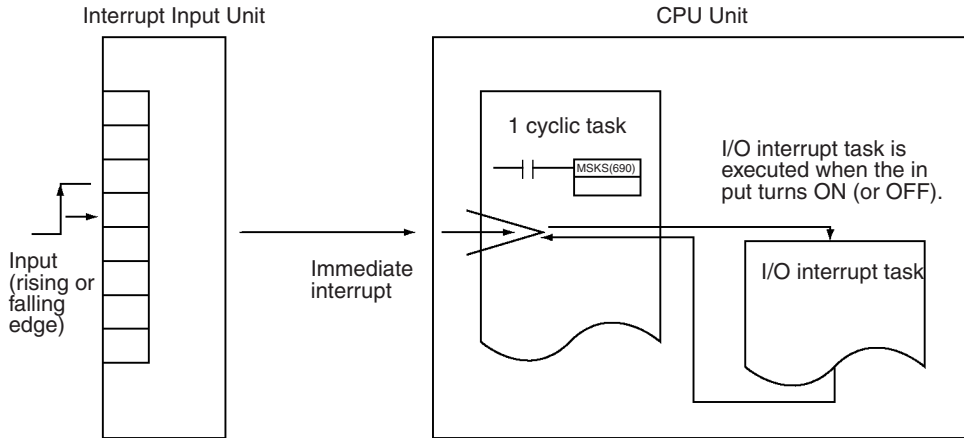 Interrupt Input Unit
CPU Unit
1 cyclic task
MSKS(690)
I/O interrupt task is
executed when the in
put turns ON (or OFF).
Input
(rising or
falling
edge)
Immediate
interrupt
I/O interrupt task